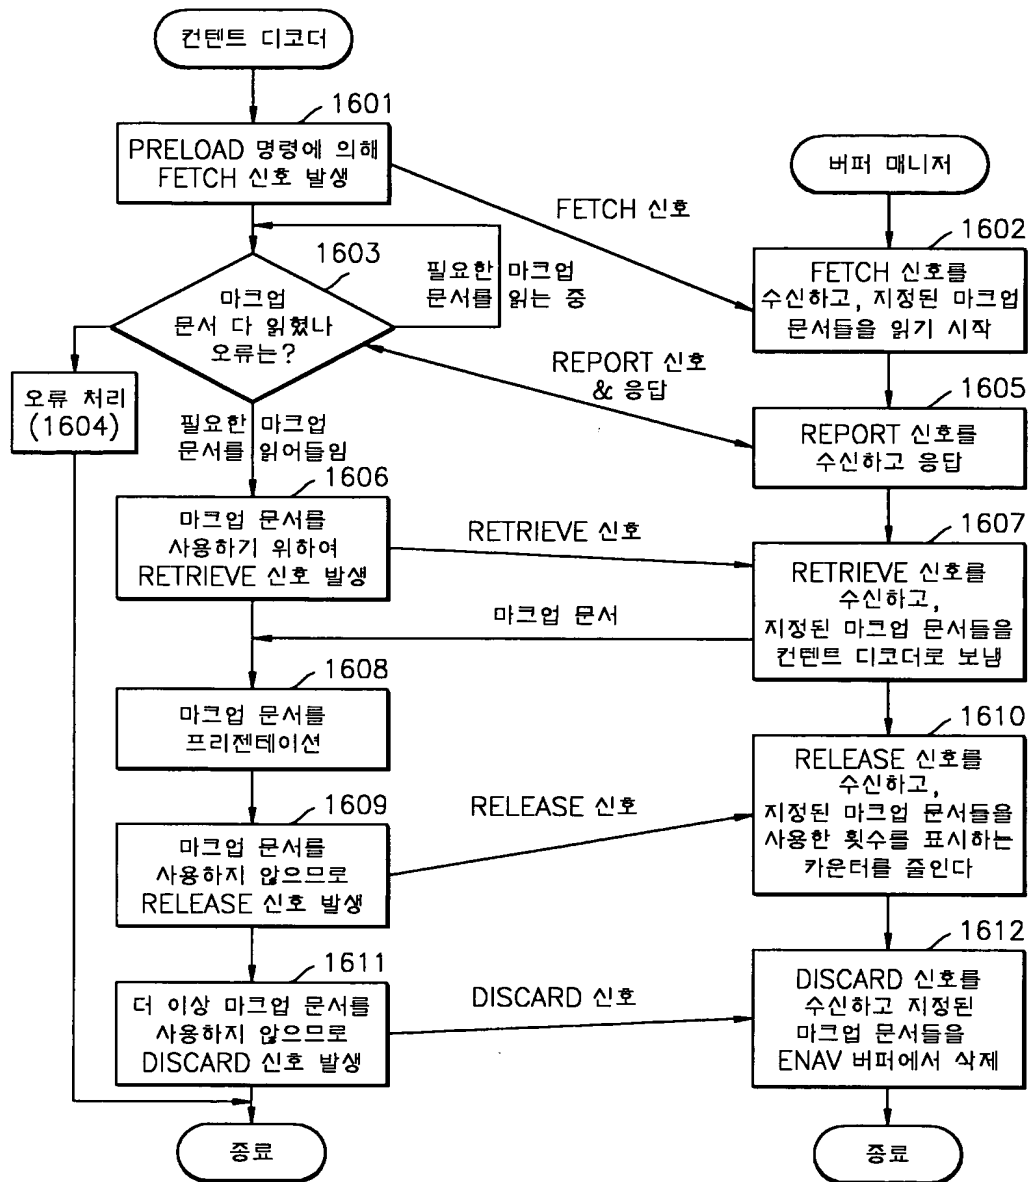 컨텐트 디코더
1601
PRELOAD 명령에 의해
FETCH 신호 발생
버퍼 매니저
FETCH 신호
1602
FETCH 신호를
수신하고, 지정된 마크업
문서들을 읽기 시작
1603
필요한 마크업
문서를 읽는 중
마크업
문서 다 읽혔나
오류는?
REPORT 신호
& 응답
오류 처리
(1604)
1605
REPORT 신호를
수신하고 응답
필요한 마크업
문서를 읽어들임
1606
마크업 문서를
사용하기 위하여
RETRIEVE 신호 발생
RETRIEVE 신호
1607
RETRIEVE 신호를
수신하고,
지정된 마크업 문서들을
컨텐트 디코더로 보냄
마크업 문서
1608
마크업 문서를
프리젠테이션
1609
마크업 문서를
사용하지 않으므로
RELEASE 신호 발생
RELEASE 신호
1610
RELEASE 신호를
수신하고,
지정된 마크업 문서들을
사용한 횟수를 표시하는
카운터를 줄인다
1611
더 이상 마크업 문서를
사용하지 않으므로
DISCARD 신호 발생
DISCARD 신호
1612
DISCARD 신호를
수신하고 지정된
마크업 문서들을
ENAV 버퍼에서 삭제
종료
종료